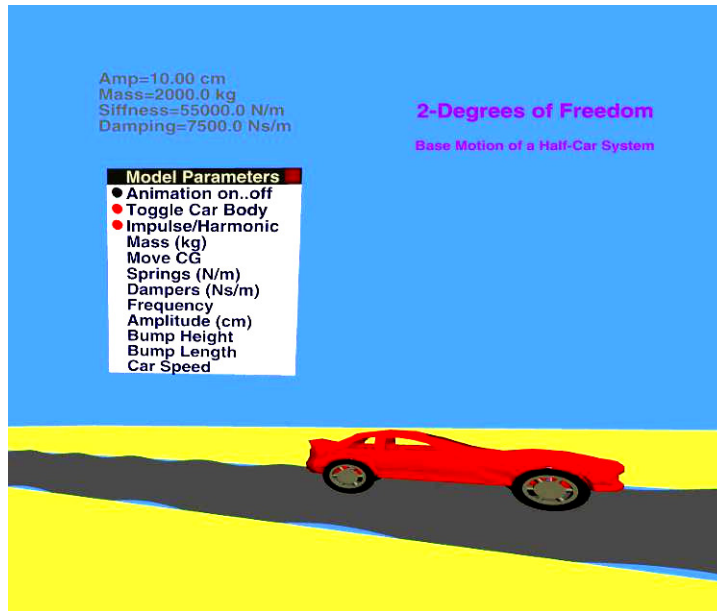 Amp=10.00 cm
Mass=2000.0 kg
Siffness=55000.0 N/m
Damping=7500.0 Ns/m
2-Degrees of Freedom
Base Motion of a Half-Car System
Model Parameters
Animation on..off
Toggle Car Body
Impulse/Harmonic
Mass (kg)
Move CG
Springs (N/m)
Dampers (Ns/m)
Frequency
Amplitude (cm)
Bump Height
Bump Length
Car Speed